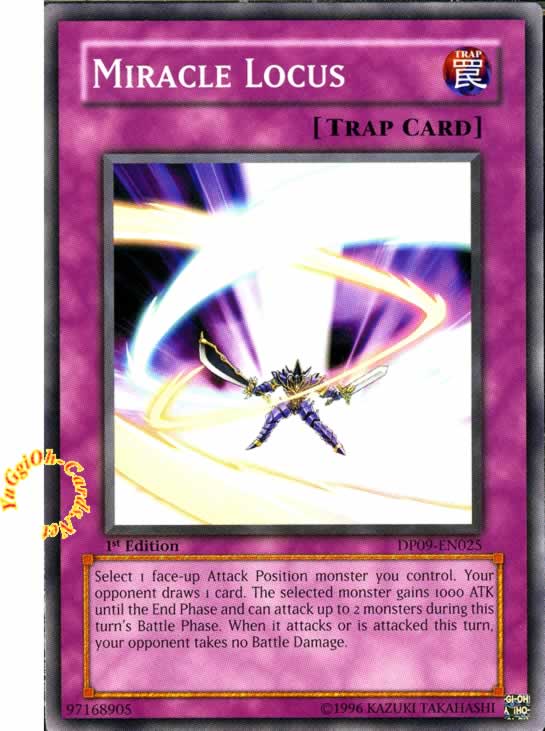 MIRACLE LOCUS
TRAP
罠
[TRAP CARD]
YuGgiOh-Cards.Net
1st Edition
DP09-EN025
Select 1 face-up Attack Position monster you control. Your
opponent draws 1 card. The selected monster gains 1000 ATK
until the End Phase and can attack up to 2 monsters during this
turn's Battle Phase. When it attacks or is attacked this turn,
your opponent takes no Battle Damage.
97168905
©1996 KAZUKI TAKAHASHI